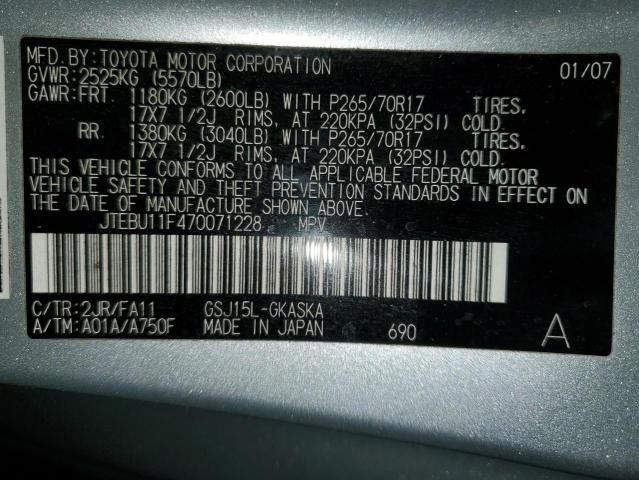 MFD. BY: TOYOTA MOTOR CORPORATION 01/07
GVWR: 2525KG (5570LB)
GAWR: FRT. 1180KG (2600LB) WITH P265/70R17 TIRES,
17X7 1/2J RIMS, AT 220KPA (32PSI) COLD.
RR. 1380KG (3040LB) WITH P265/70R17 TIRES,
17X7 1/2J RIMS, AT 220KPA (32PSI) COLD.
THIS VEHICLE CONFORMS TO ALL APPLICABLE FEDERAL MOTOR
VEHICLE SAFETY AND THEFT PREVENTION STANDARDS IN EFFECT ON
THE DATE OF MANUFACTURE SHOWN ABOVE.
JTEBU11F470071228 MPV
C/TR: 2JR/FA11 GSJ15L-GKASKA
A/TM: A01A/A750F MADE IN JAPAN 690 A